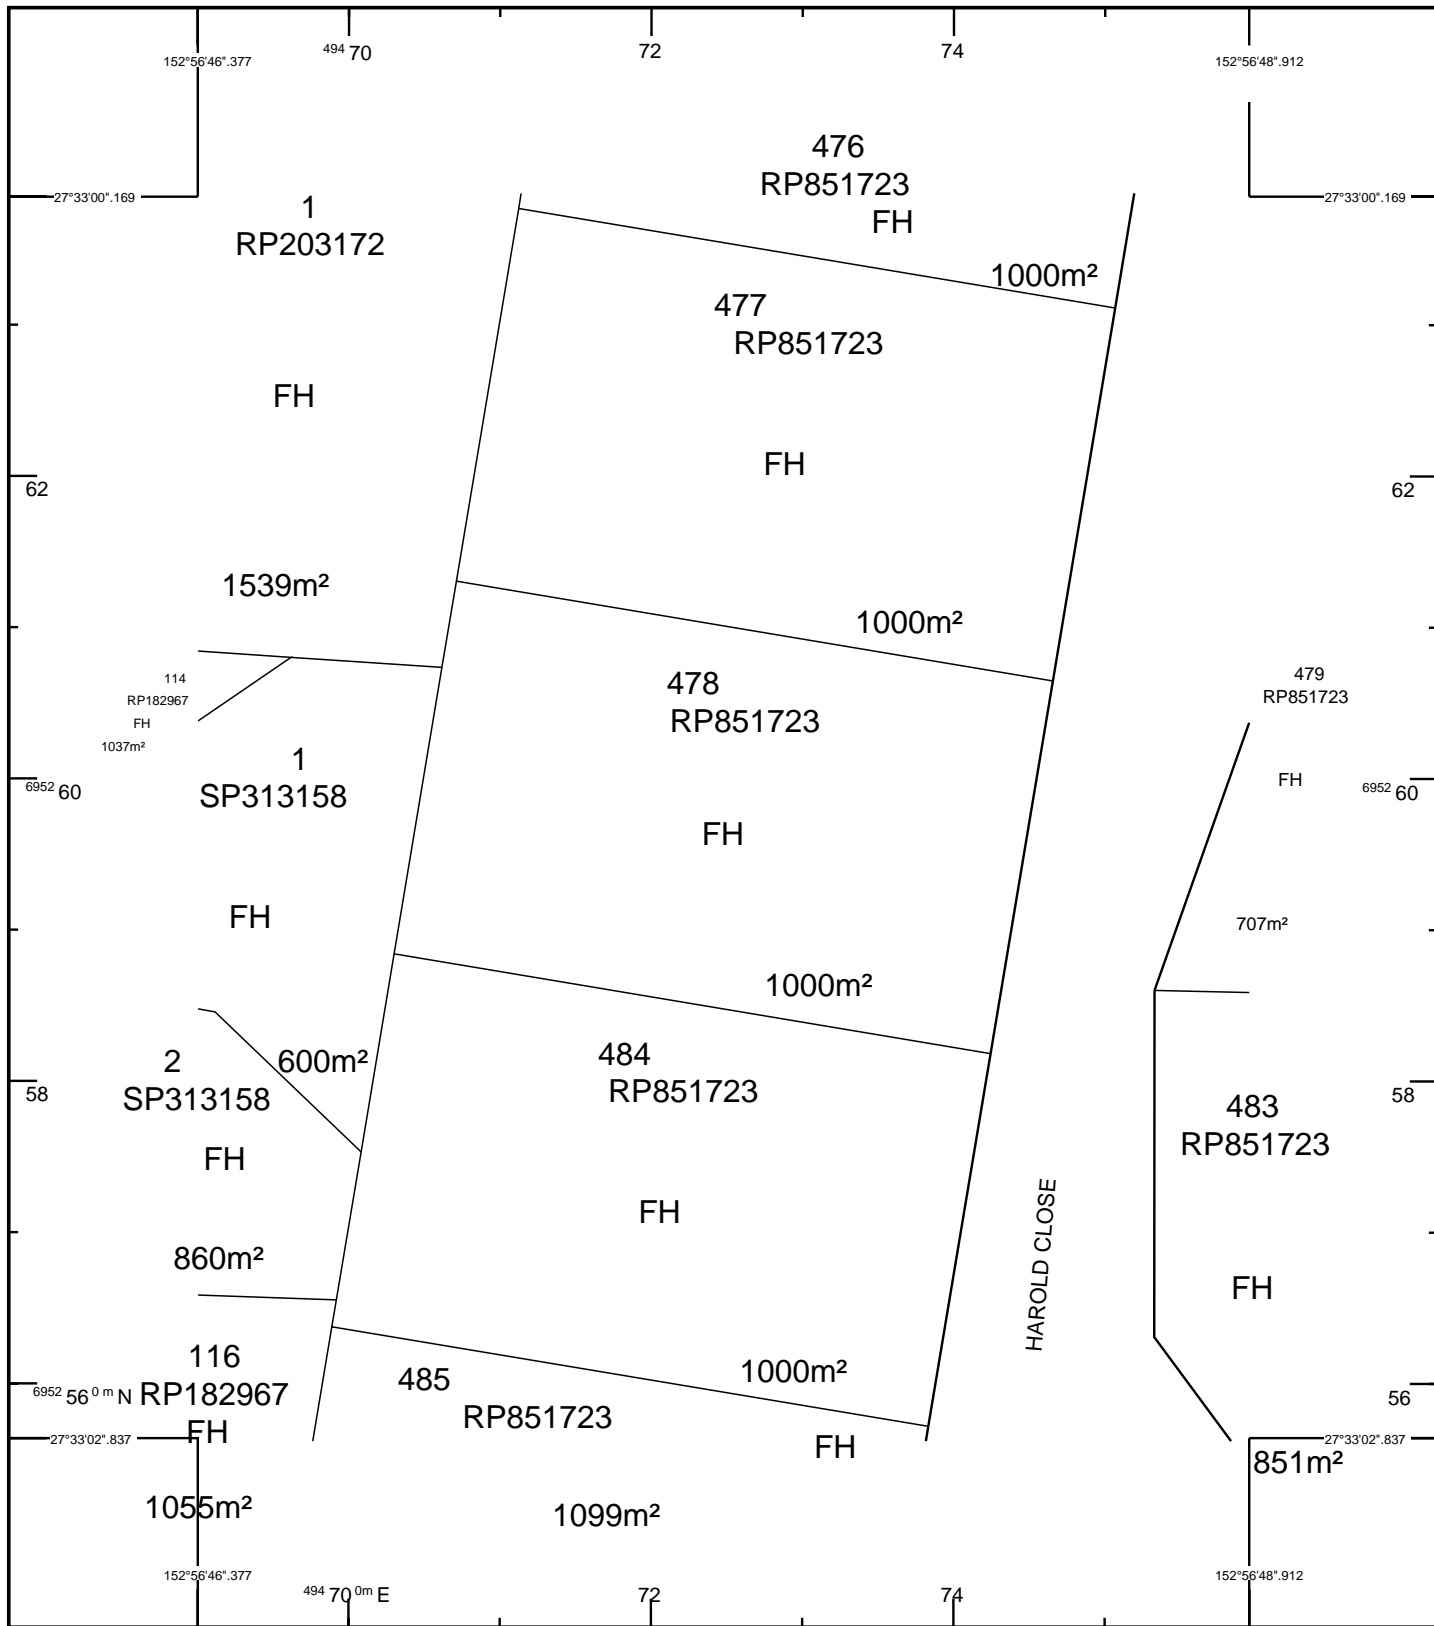 494 70
72
74
152°56'46".377
152°56'48".912
476
RP851723
FH
27°33'00".169
27°33'00".169
1
RP203172
1000m²
477
RP851723
FH
FH
62
62
1539m²
1000m²
114
RP182967
FH
1037m²
478
RP851723
479
RP851723
1
SP313158
6952 60
FH
6952 60
FH
FH
707m²
1000m²
2
SP313158
600m²
484
RP851723
58
58
483
RP851723
FH
FH
HAROLD CLOSE
860m²
FH
116
RP182967
FH
485
RP851723
1000m²
6952 56 0 m N
56
FH
27°33'02".837
27°33'02".837
851m²
1055m²
1099m²
152°56'46".377
152°56'48".912
494 70 0m E
72
74